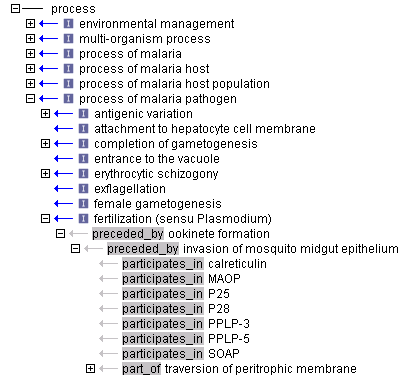 process
I environmental management
I multi-organism process
I process of malaria
I process of malaria host
I process of malaria host population
I process of malaria pathogen
I antigenic variation
I attachment to hepatocyte cell membrane
I completion of gametogenesis
I entrance to the vacuole
I erythrocytic schizogony
I exflagellation
I female gametogenesis
I fertilization (sensu Plasmodium)
preceded_by ookinete formation
preceded_by invasion of mosquito midgut epithelium
participates_in calreticulin
participates_in MAOP
participates_in P25
participates_in P28
participates_in PPLP-3
participates_in PPLP-5
participates_in SOAP
part_of traversion of peritrophic membrane